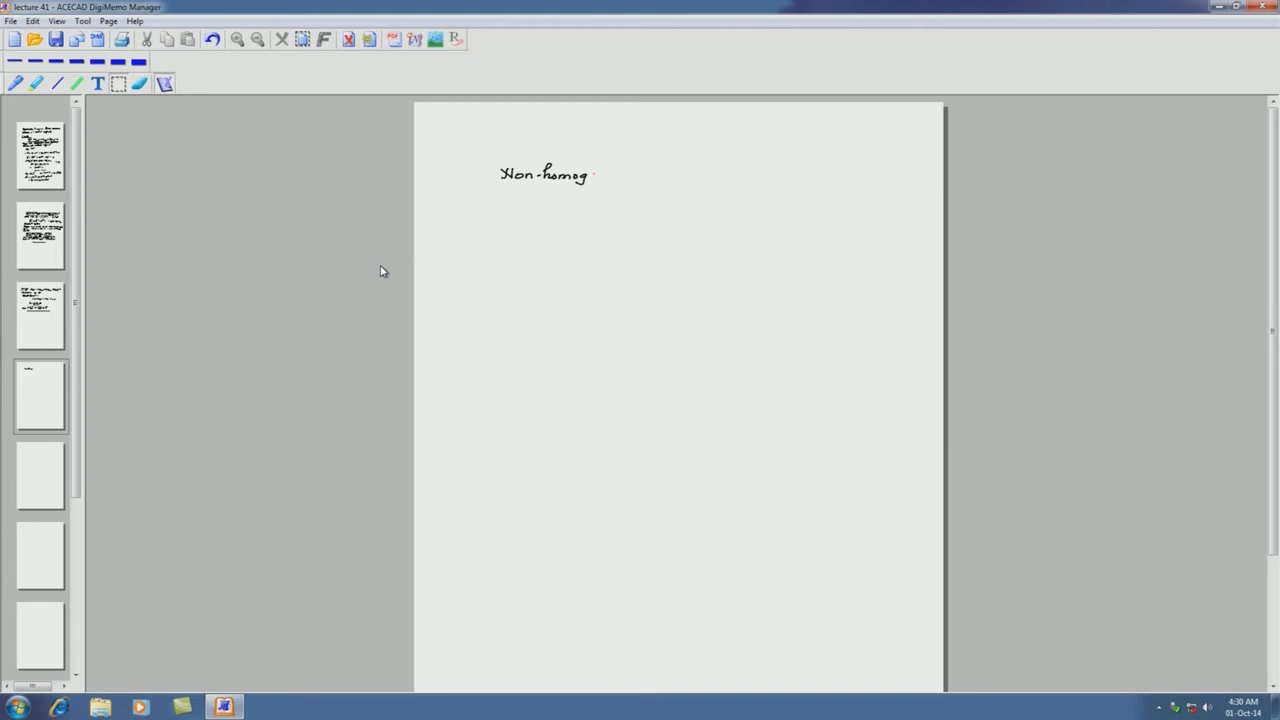 lecture 41 - ACECAD DigiMemo Manager
File Edit View Tool Page Help
Non-homog
4:30 AM
01-Oct-14